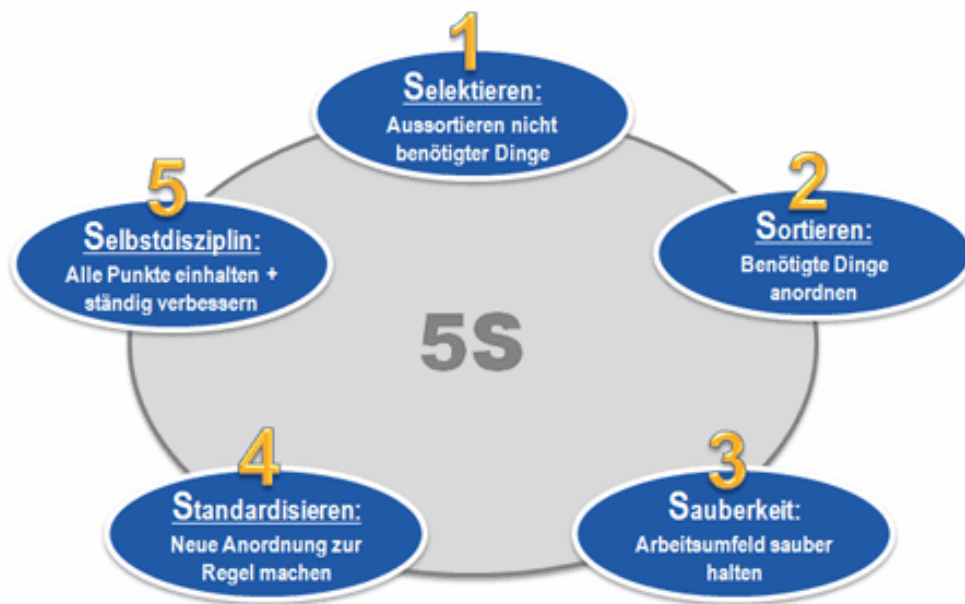 1
Selektieren:
Aussortieren nicht
benötigter Dinge
2
Sortieren:
Benötigte Dinge
anordnen
3
Sauberkeit:
Arbeitsumfeld sauber
halten
4
Standardisieren:
Neue Anordnung zur
Regel machen
5
Selbstdisziplin:
Alle Punkte einhalten +
ständig verbessern
5S